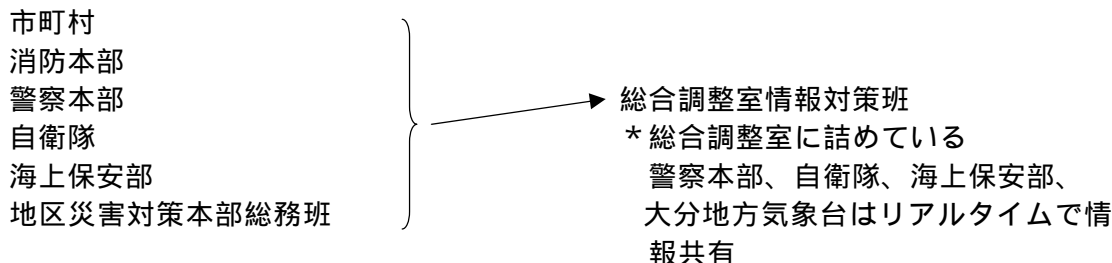 市町村
消防本部
警察本部
自衛隊
海上保安部
地区災害対策本部総務班
総合調整室情報対策班
*総合調整室に詰めている
警察本部、自衛隊、海上保安部、
大分地方気象台はリアルタイムで情
報共有